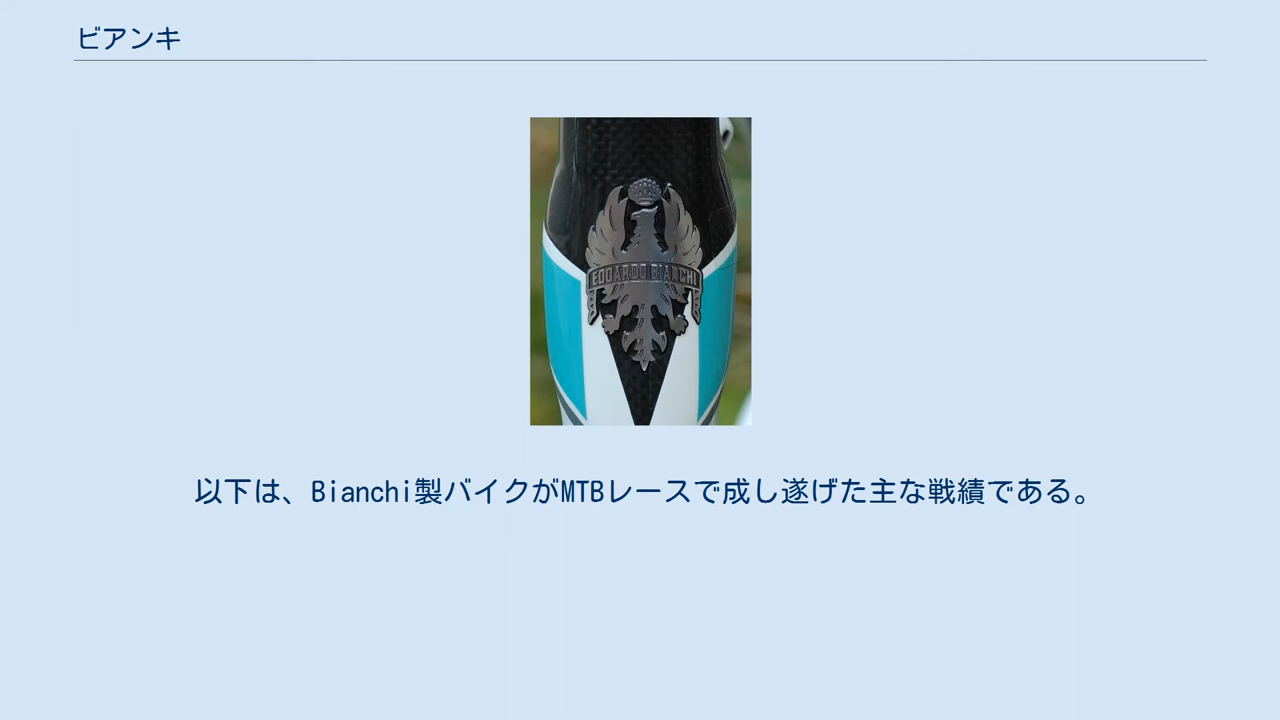 ビアンキ
EDOARDO BIANCHI
以下は、Bianchi製バイクがMTBレースで成し遂げた主な戦績である。